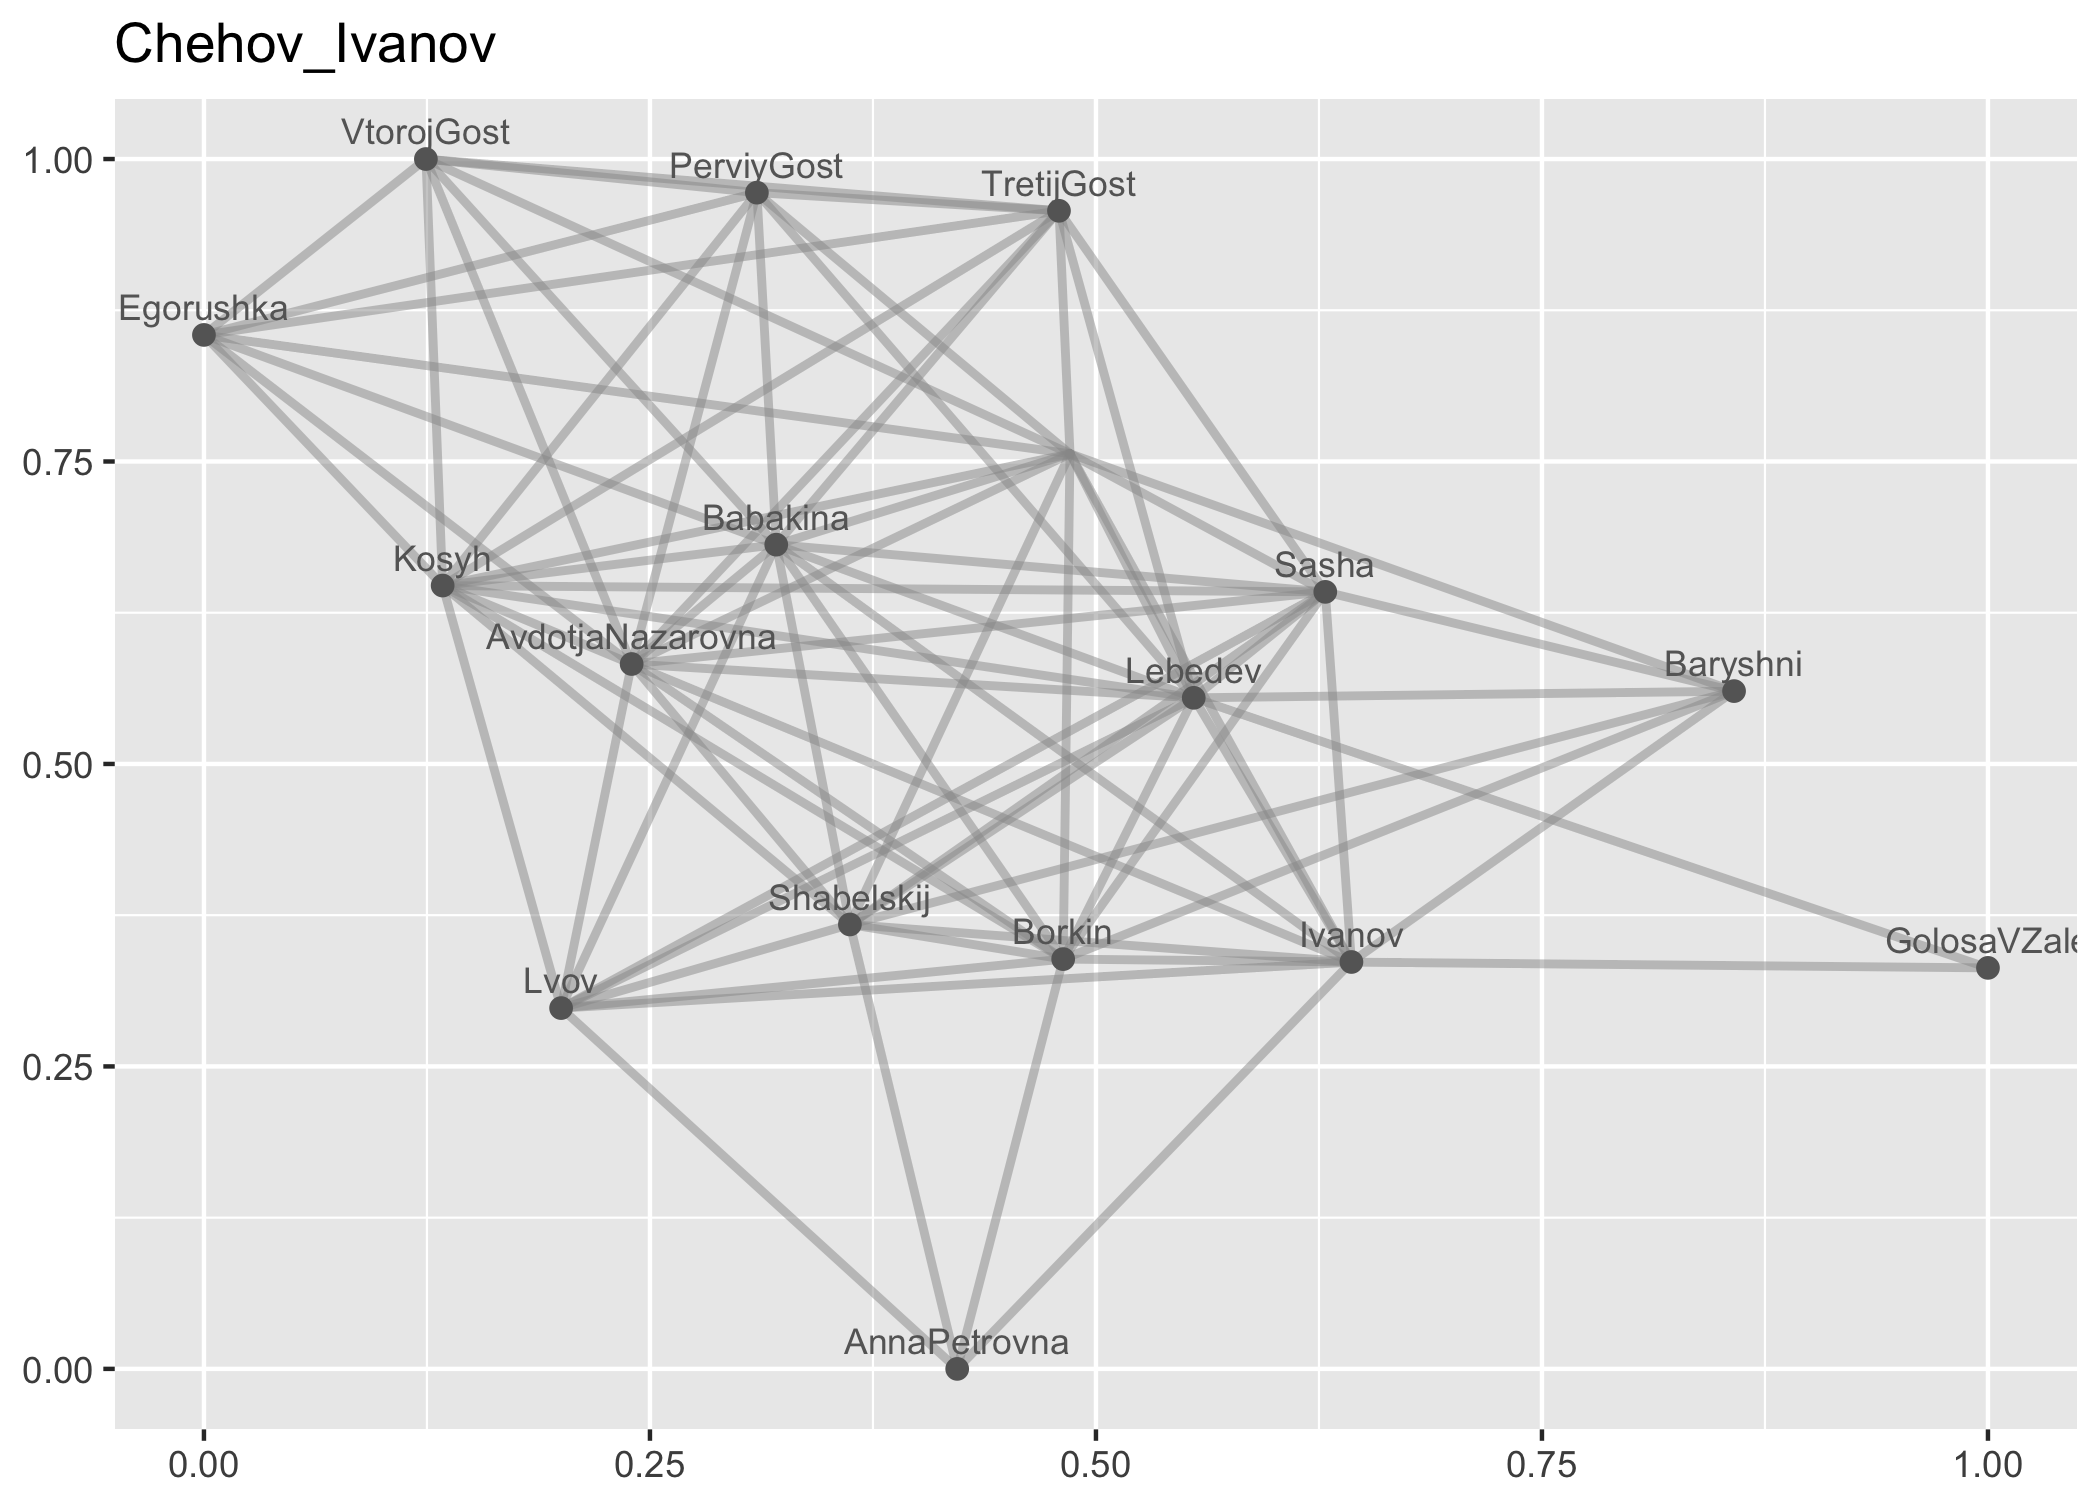 Chehov_Ivanov
VtorojGost
PerviyGost
TretijGost
1.00
Egorushka
0.75
Babakina
Kosyh
Sasha
AvdotjaNazarovna
Lebedev
Baryshni
0.50
Shabelskij
Borkin
Ivanov
GolosaVZale
Lvov
0.25
AnnaPetrovna
0.00
0.00 0.25 0.50 0.75 1.00